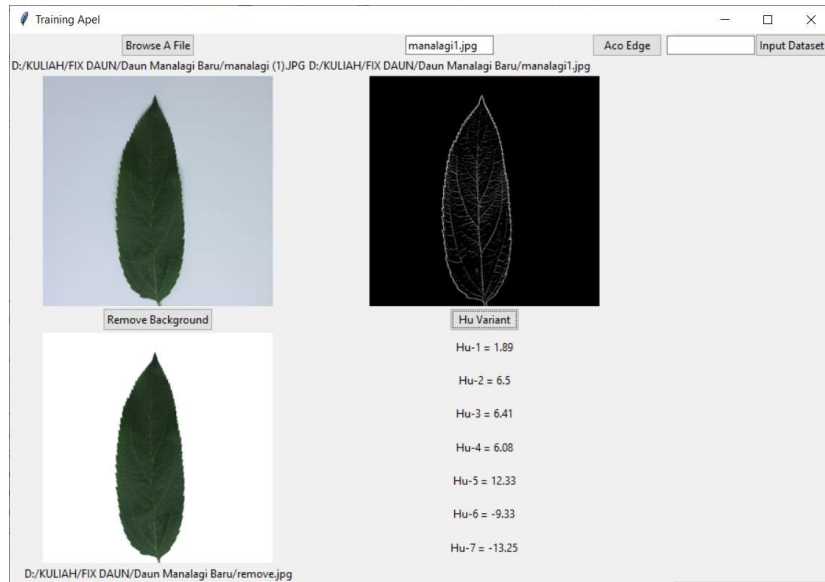 Training Apel
Browse A File
manalagi1.jpg
Aco Edge
Input Dataset
D:/KULIAH/FIX DAUN/Daun Manalagi Baru/manalagi (1).JPG D:/KULIAH/FIX DAUN/Daun Manalagi Baru/manalagi1.jpg
Remove Background
Hu Variant
Hu-1 = 1.89
Hu-2 = 6.5
Hu-3 = 6.41
Hu-4 = 6.08
Hu-5 = 12.33
Hu-6 = -9.33
Hu-7 = -13.25
D:/KULIAH/FIX DAUN/Daun Manalagi Baru/remove.jpg